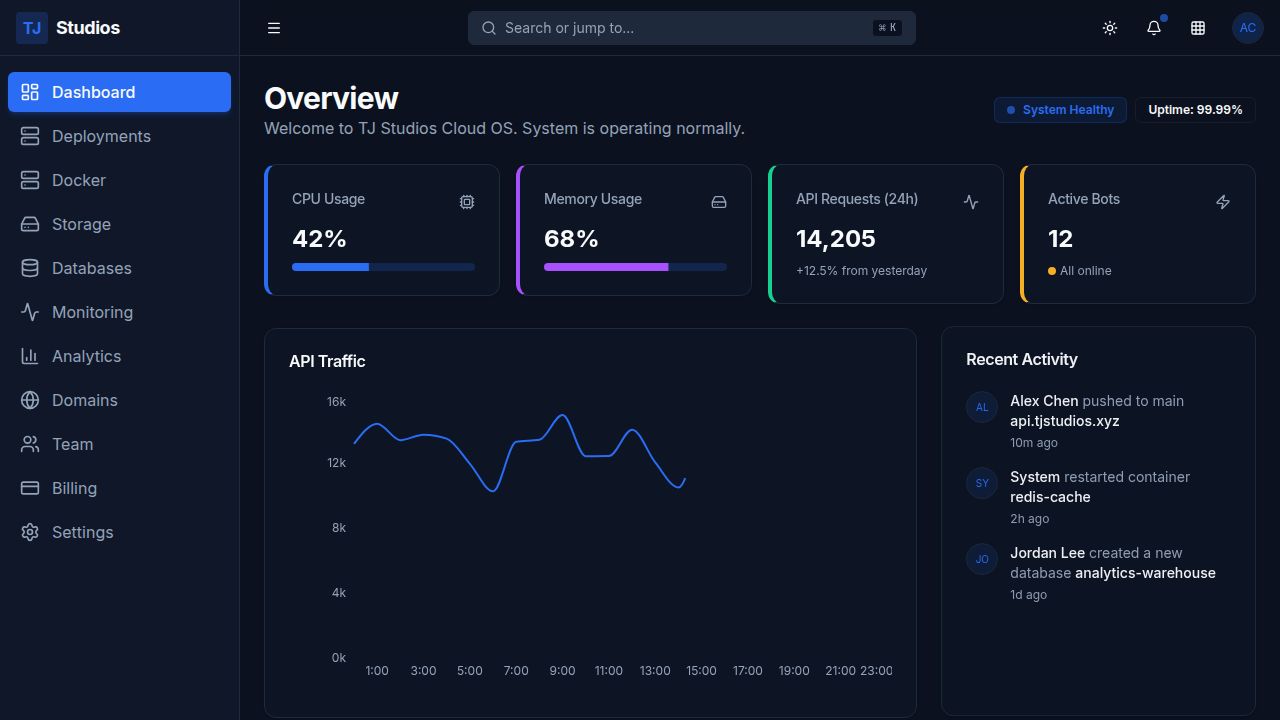 TJ Studios
Search or jump to...
⌘ K
AC
Dashboard
Deployments
Docker
Storage
Databases
Monitoring
Analytics
Domains
Team
Billing
Settings
Overview
Welcome to TJ Studios Cloud OS. System is operating normally.
System Healthy
Uptime: 99.99%
CPU Usage
42%
Memory Usage
68%
API Requests (24h)
14,205
+12.5% from yesterday
Active Bots
12
All online
API Traffic
16k
12k
8k
4k
0k
1:00 3:00 5:00 7:00 9:00 11:00 13:00 15:00 17:00 19:00 21:00 23:00
Recent Activity
AL
Alex Chen pushed to main
api.tjstudios.xyz
10m ago
SY
System restarted container
redis-cache
2h ago
JO
Jordan Lee created a new
database analytics-warehouse
1d ago